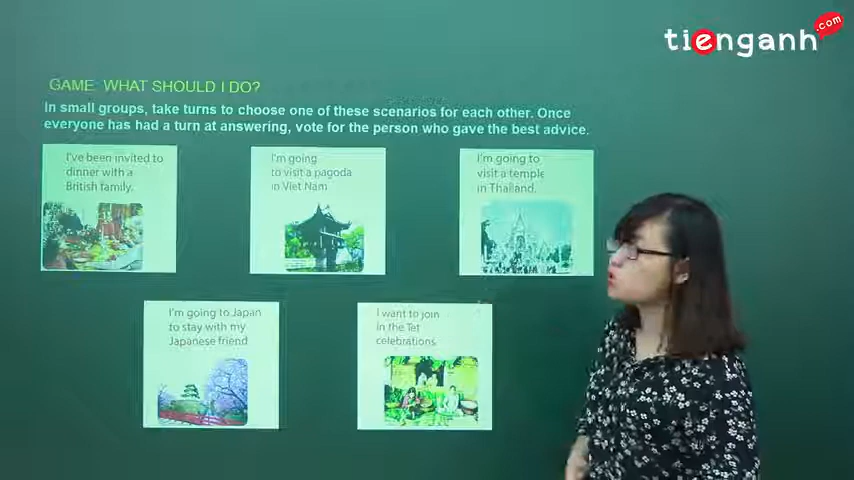 tienganh.com
GAME: WHAT SHOULD I DO?
In small groups, take turns to choose one of these scenarios for each other. Once
everyone has had a turn at answering, vote for the person who gave the best advice.
I've been invited to
dinner with a
British family.
I'm going
to visit a pagoda
in Viet Nam
I'm going to
visit a temple
in Thailand.
I'm going to Japan
to stay with my
Japanese friend
I want to join
in the Tet
celebrations.